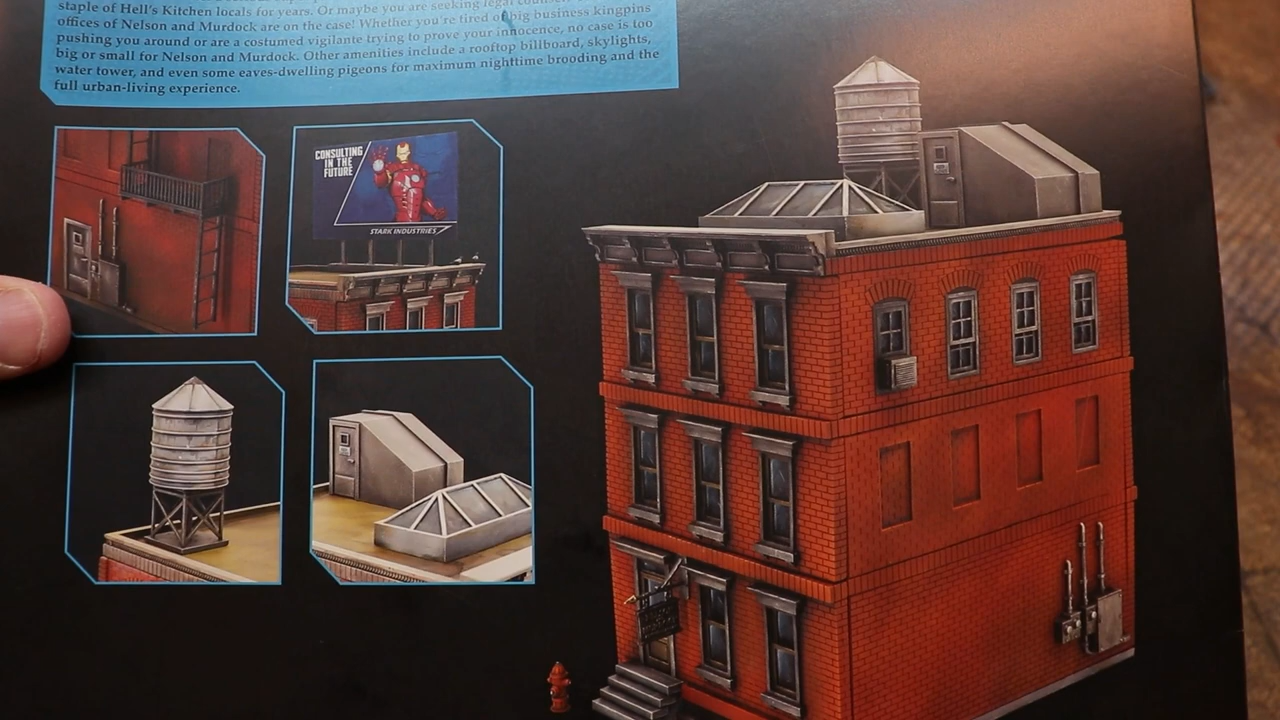 staple of Hell's Kitchen locals for years. Or maybe you are seeking legal
offices of Nelson and Murdock are on the case! Whether you're tired of big business kingpins
pushing you around or are a costumed vigilante trying to prove your innocence, no case is too
big or small for Nelson and Murdock. Other amenities include a rooftop billboard, skylights,
water tower, and even some eaves-dwelling pigeons for maximum nighttime brooding and the
full urban-living experience.
CONSULTING
IN THE
FUTURE
STARK INDUSTRIES